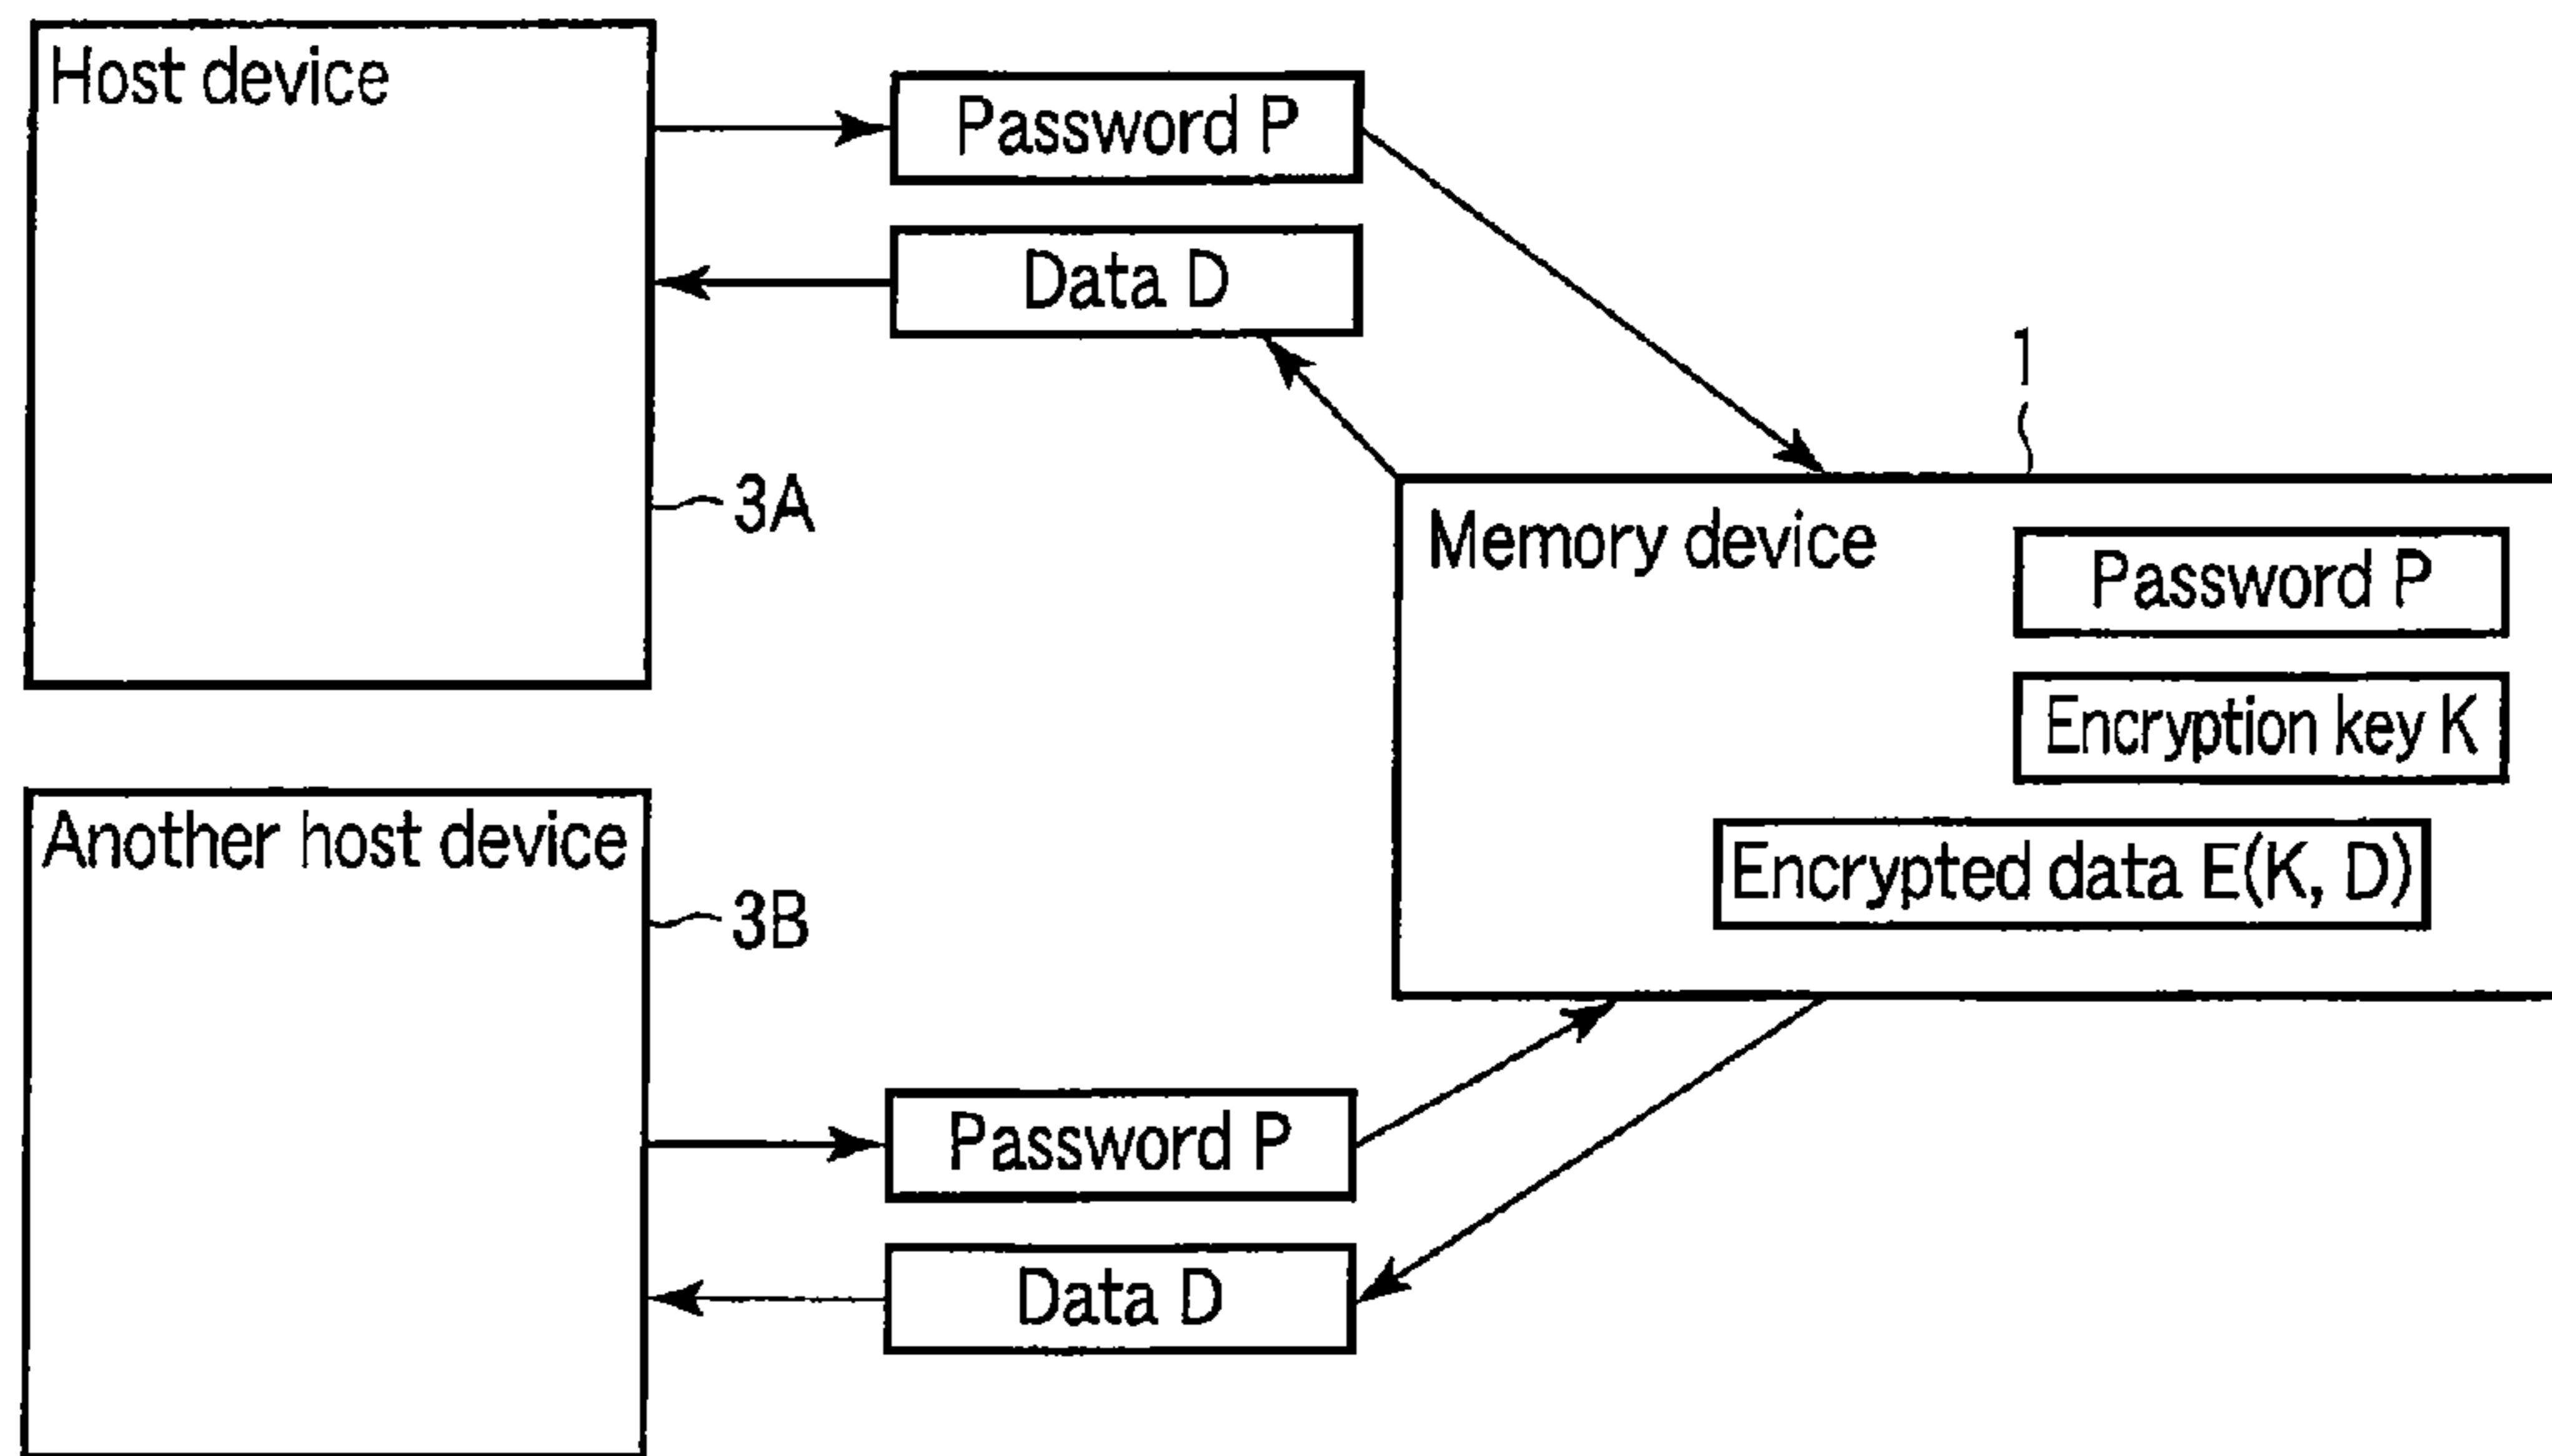 Host device
Password P
Data D
1
3A
Memory device
Password P
Encryption key K
Encrypted data E(K, D)
Another host device
3B
Password P
Data D